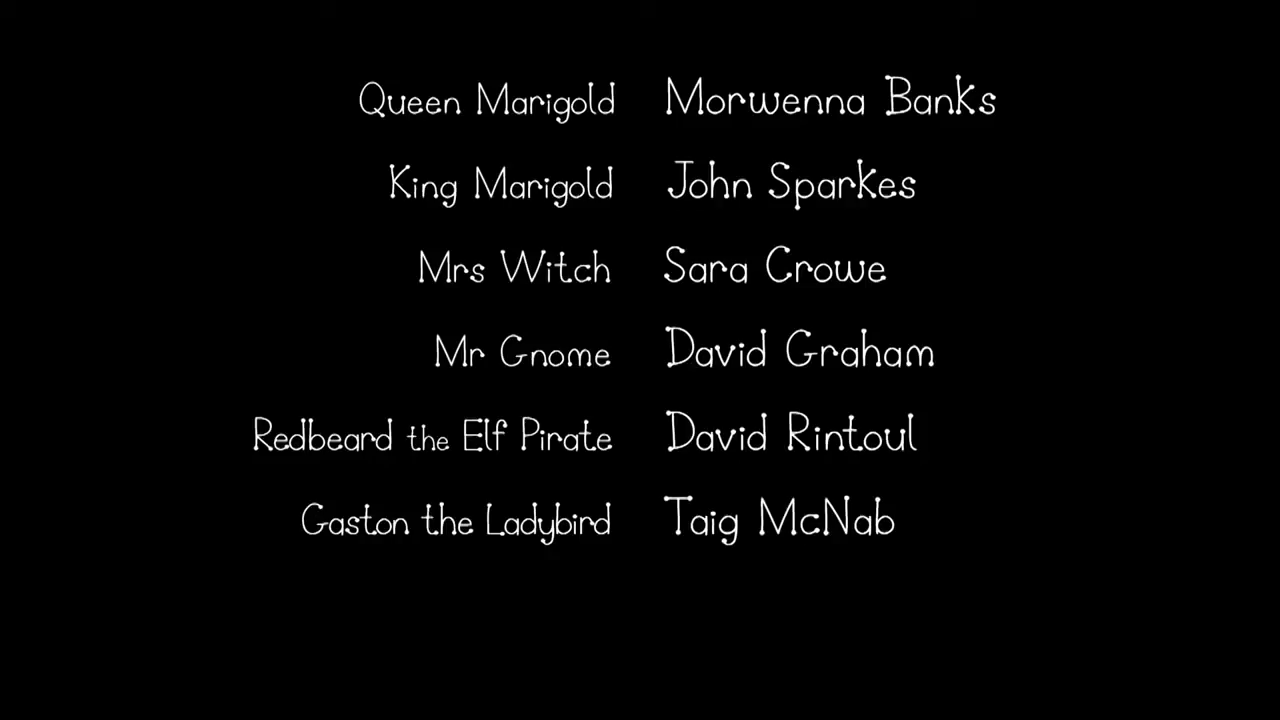 Queen Marigold Morwenna Banks
King Marigold John Sparkes
Mrs Witch Sara Crowe
Mr Gnome David Graham
Redbeard the Elf Pirate David Rintoul
Gaston the Ladybird Taig McNab